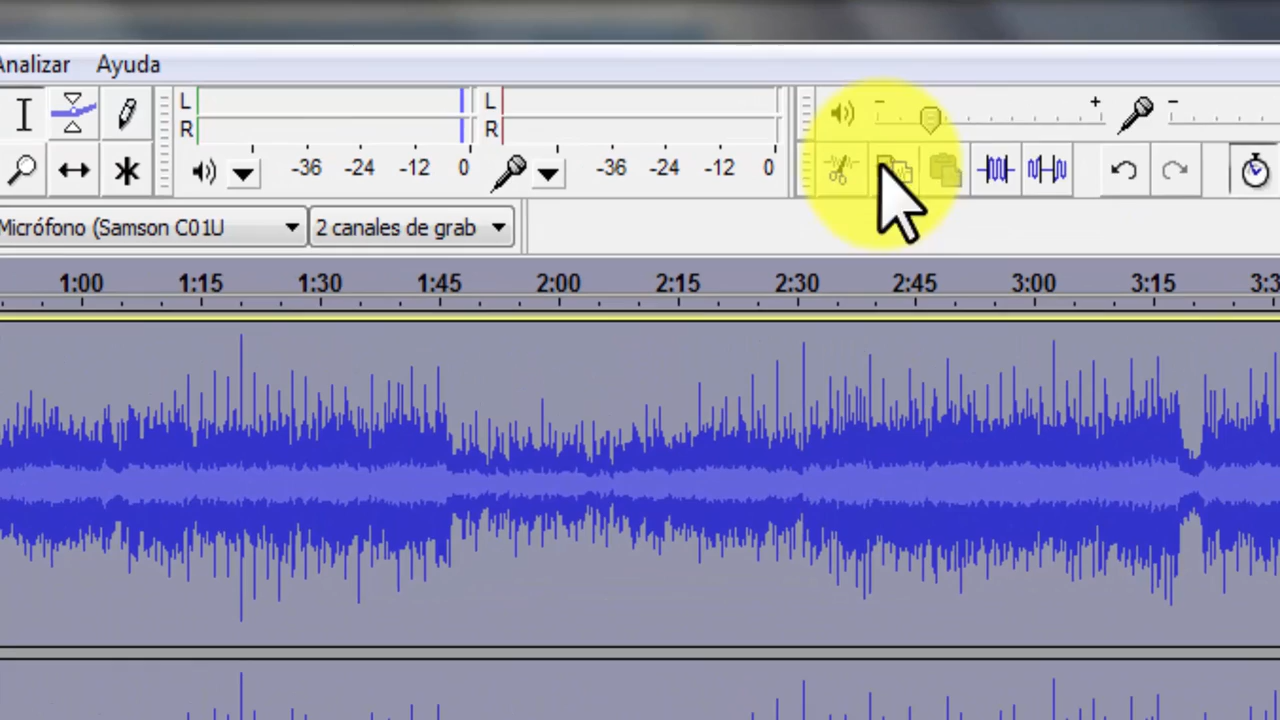 Analizar Ayuda
L L
R R
-36 -24 -12 0 -36 -24 -12 0
Micrófono (Samson C01U 2 canales de grab
1:00 1:15 1:30 1:45 2:00 2:15 2:30 2:45 3:00 3:15 3:3